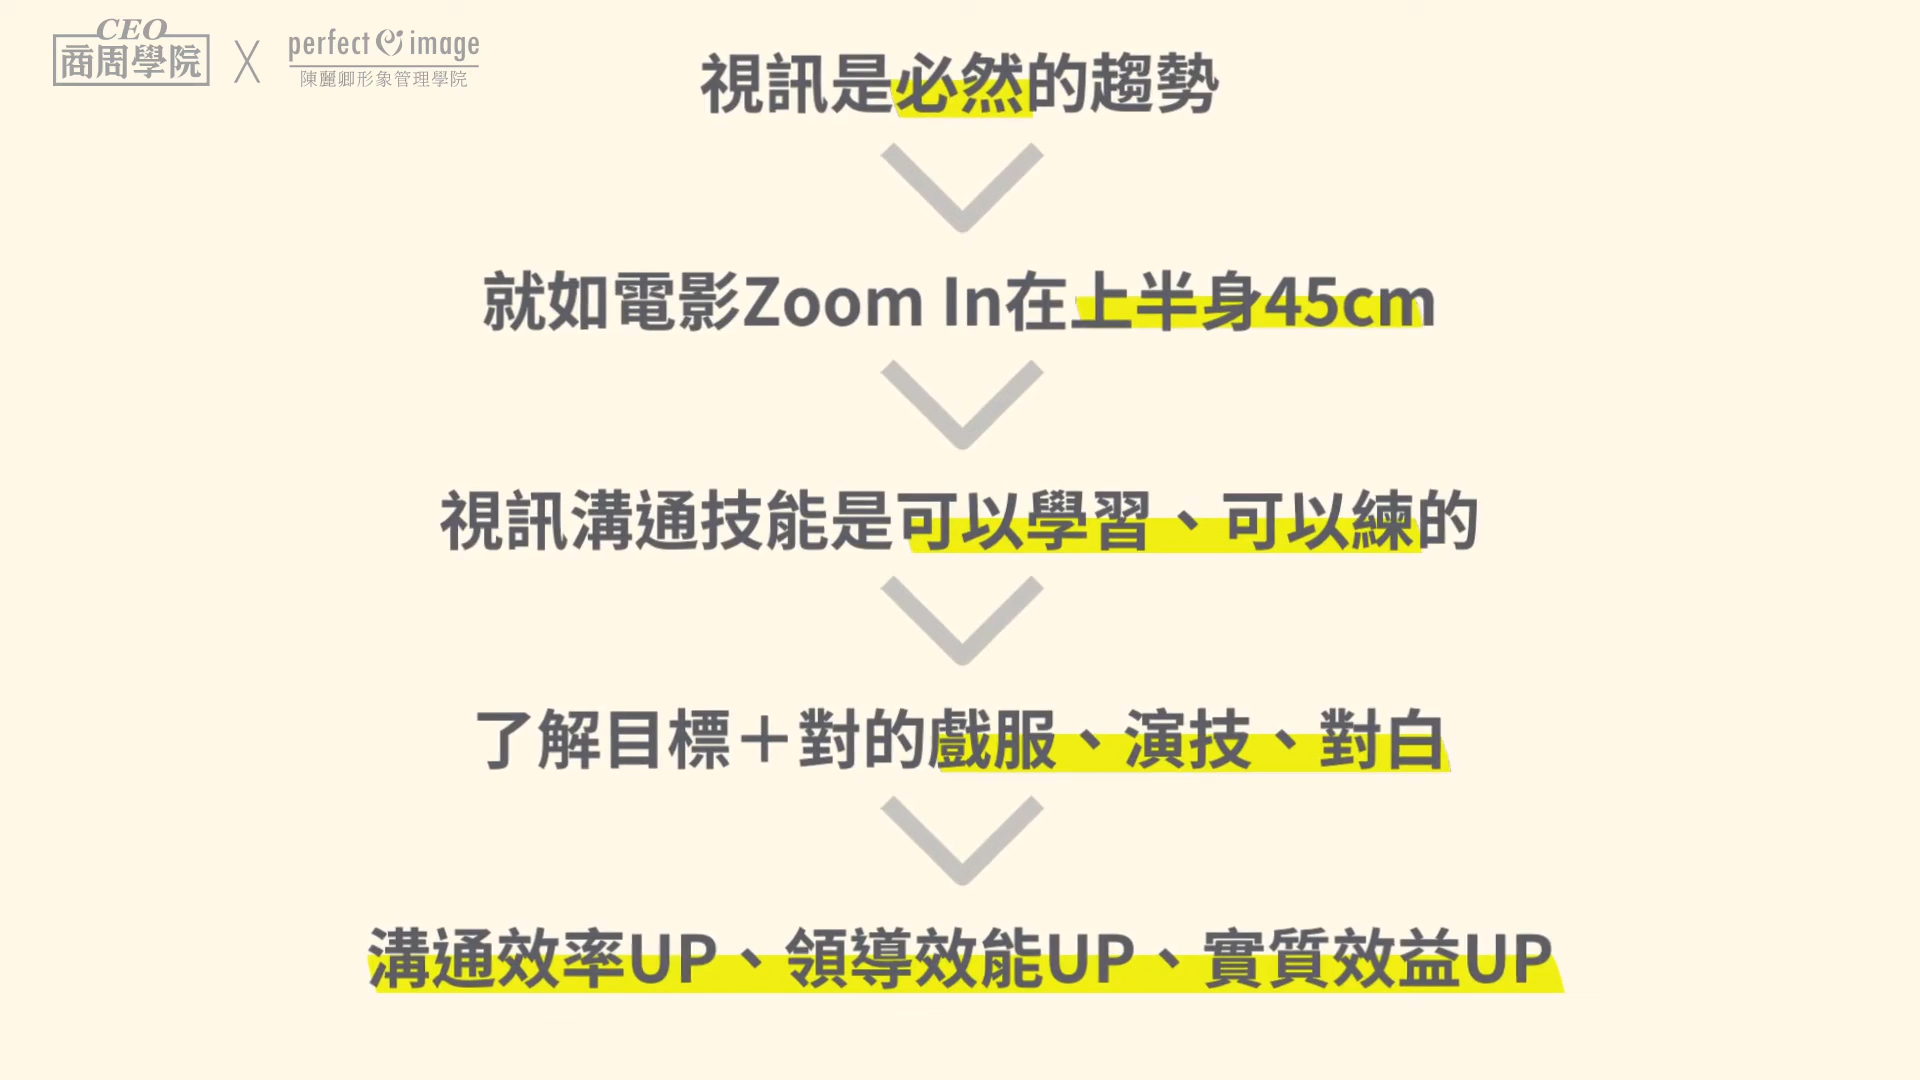 CEO
商周學院 X perfect image
陳麗卿形象管理學院
視訊是必然的趨勢
就如電影Zoom In在上半身45cm
視訊溝通技能是可以學習、可以練的
了解目標＋對的戲服、演技、對白
溝通效率UP、領導效能UP、實質效益UP